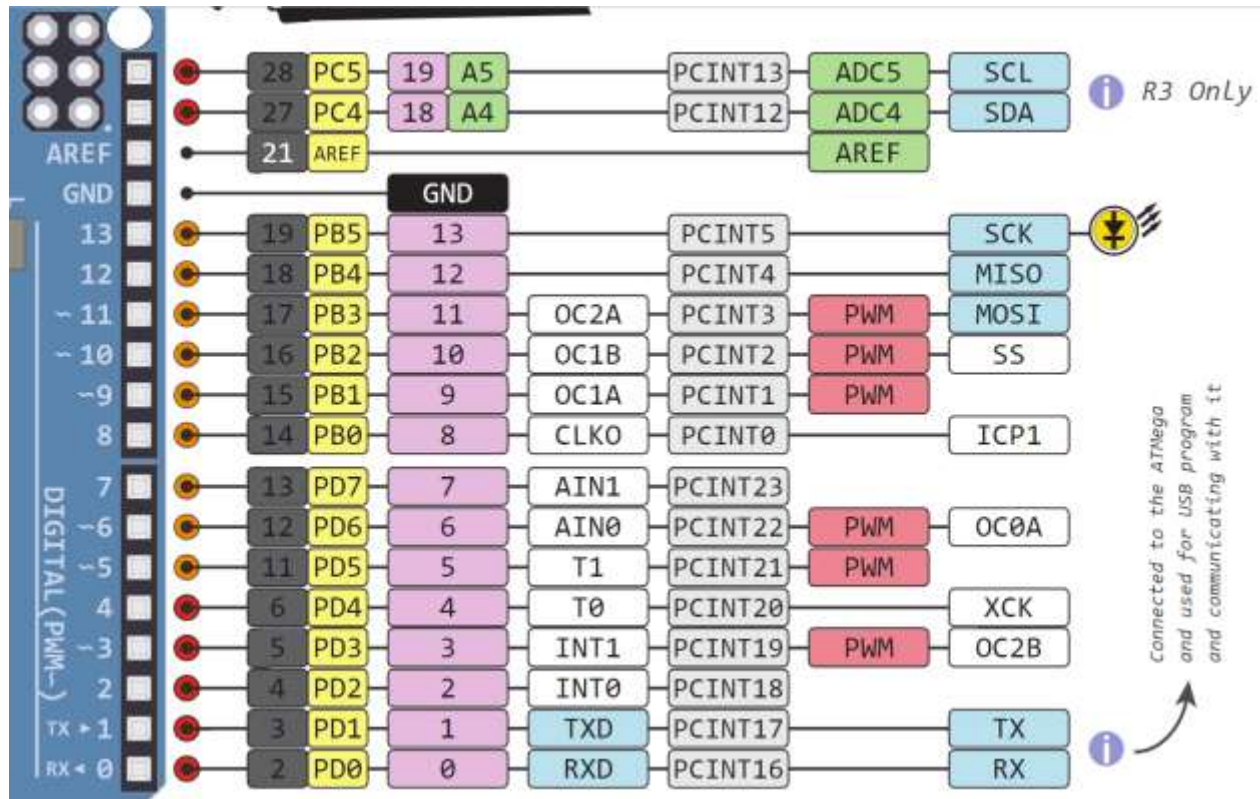 28 PC5 19 A5 PCINT13 ADC5 SCL R3 Only
27 PC4 18 A4 PCINT12 ADC4 SDA
AREF 21 AREF AREF
GND GND
13 19 PB5 13 PCINT5 SCK
12 18 PB4 12 PCINT4 MISO
~ 11 17 PB3 11 OC2A PCINT3 PWM MOSI
~ 10 16 PB2 10 OC1B PCINT2 PWM SS
~9 15 PB1 9 OC1A PCINT1 PWM
8 14 PB0 8 CLKO PCINT0 ICP1
7 13 PD7 7 AIN1 PCINT23
~6 12 PD6 6 AIN0 PCINT22 PWM OC0A
~5 11 PD5 5 T1 PCINT21 PWM
4 6 PD4 4 T0 PCINT20 XCK
~3 5 PD3 3 INT1 PCINT19 PWM OC2B
2 4 PD2 2 INT0 PCINT18
TX ▸ 1 3 PD1 1 TXD PCINT17 TX
RX ◂ 0 2 PD0 0 RXD PCINT16 RX
DIGITAL(PWM~)
Connected to the ATMega
and used for USB program
and communicating with it